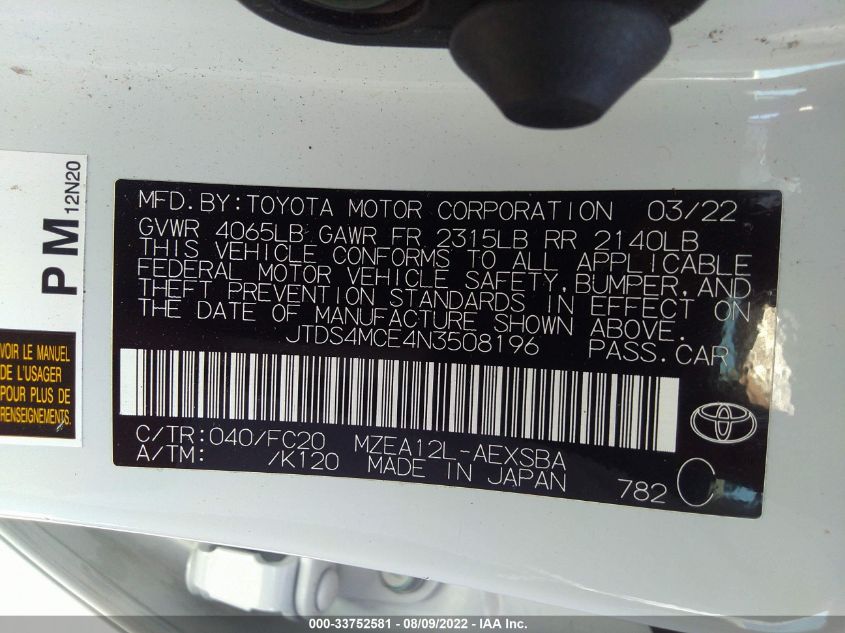 PM 12N20
VOIR LE MANUEL
DE L'USAGER
POUR PLUS DE
RENSEIGNEMENTS.
MFD.BY:TOYOTA MOTOR CORPORATION 03/22
GVWR 4065LB GAWR FR 2315LB RR 2140LB
THIS VEHICLE CONFORMS TO ALL APPLICABLE
FEDERAL MOTOR VEHICLE SAFETY,BUMPER,AND
THEFT PREVENTION STANDARDS IN EFFECT ON
THE DATE OF MANUFACTURE SHOWN ABOVE.
JTDS4MCE4N3508196 PASS.CAR
C/TR:040/FC20 MZEA12L-AEXSBA
A/TM: /K120 MADE IN JAPAN
782 C
000-33752581 / 08/09/2022 - IAA Inc.